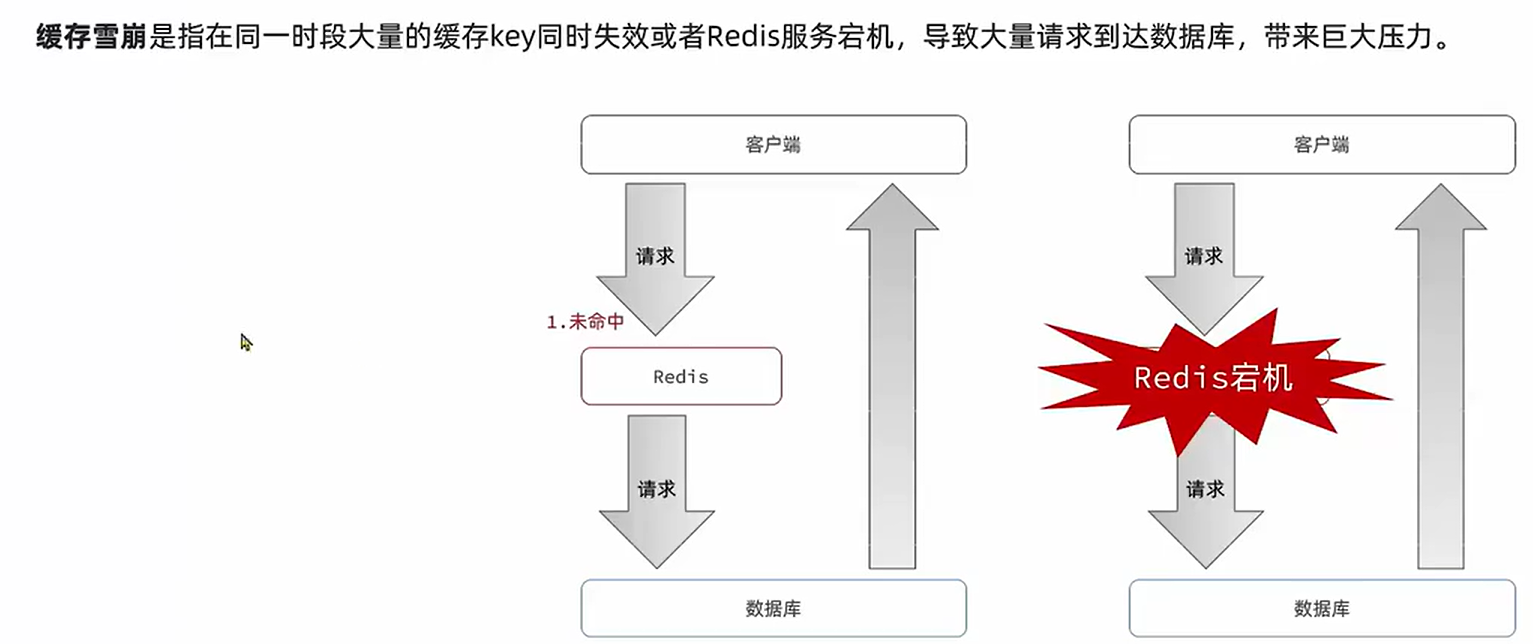 缓存雪崩是指在同一时段大量的缓存key同时失效或者Redis服务宕机，导致大量请求到达数据库，带来巨大压力。
客户端
请求
1.未命中
Redis
请求
数据库
客户端
请求
Redis宕机
请求
数据库